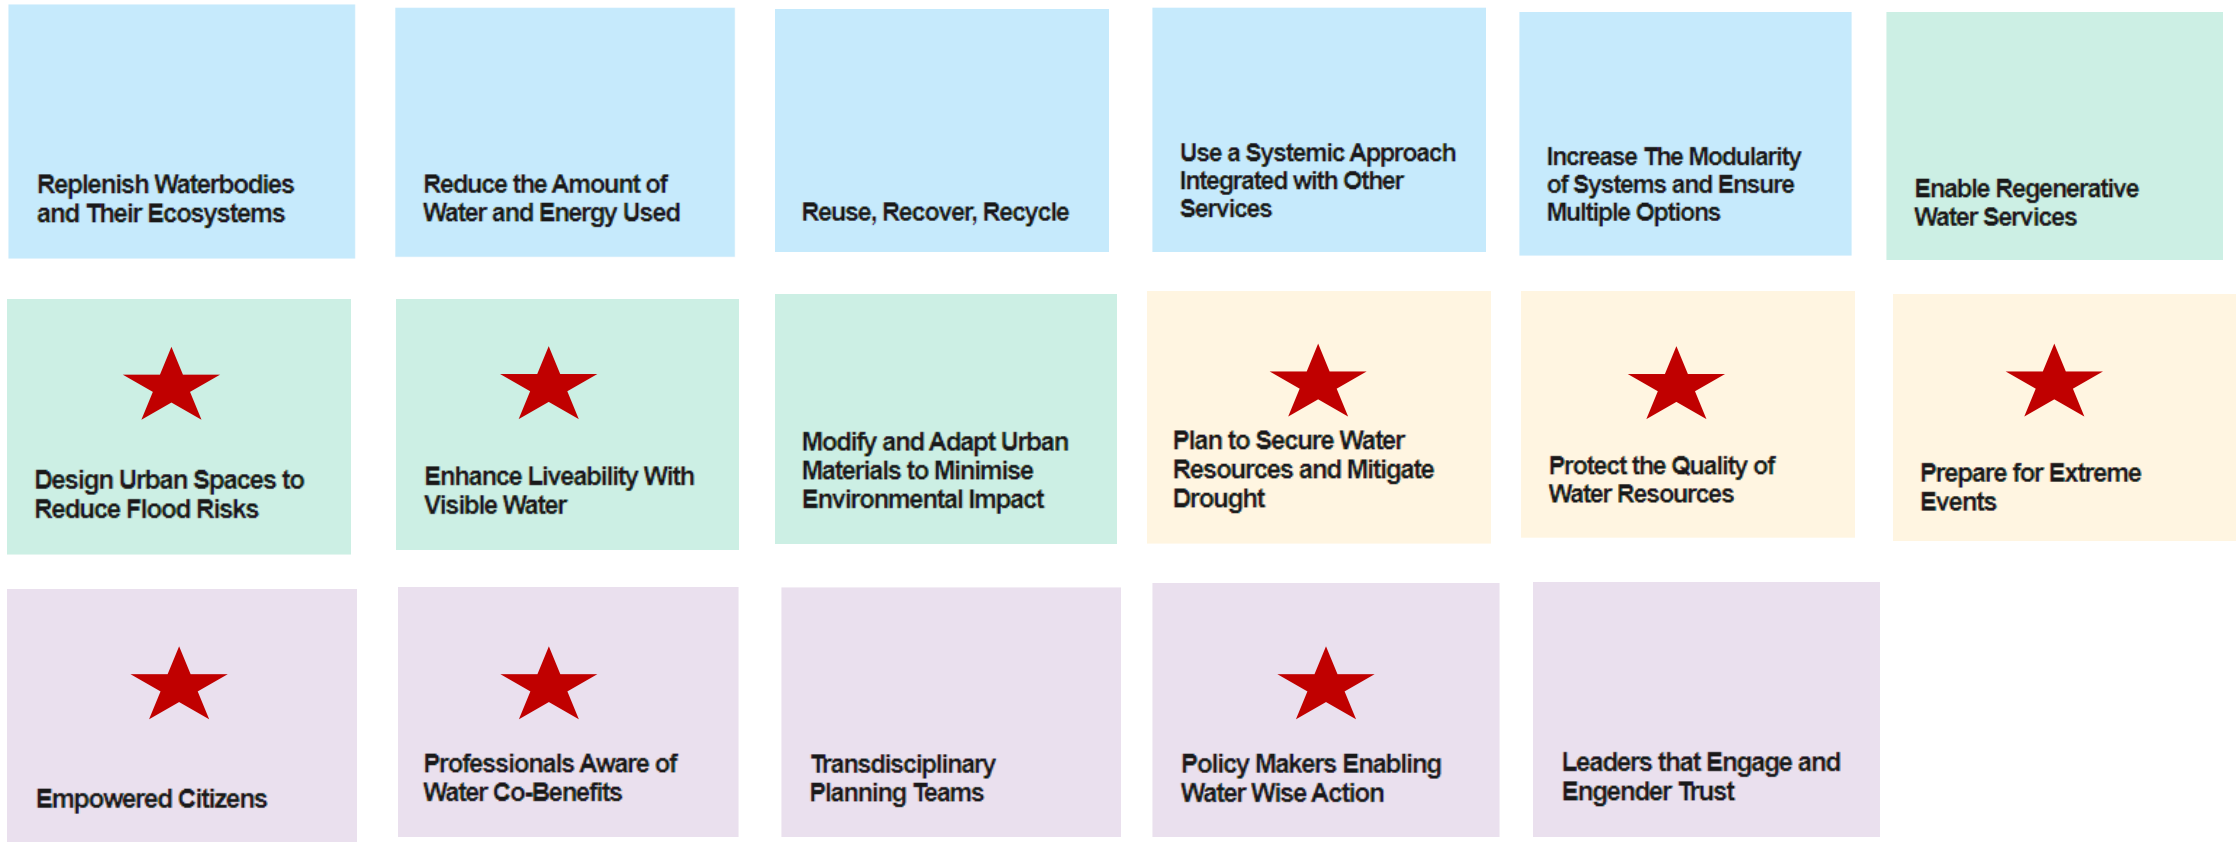 Replenish Waterbodies
and Their Ecosystems
Reduce the Amount of
Water and Energy Used
Reuse, Recover, Recycle
Use a Systemic Approach
Integrated with Other
Services
Increase The Modularity
of Systems and Ensure
Multiple Options
Enable Regenerative
Water Services
Design Urban Spaces to
Reduce Flood Risks
Enhance Liveability With
Visible Water
Modify and Adapt Urban
Materials to Minimise
Environmental Impact
Plan to Secure Water
Resources and Mitigate
Drought
Protect the Quality of
Water Resources
Prepare for Extreme
Events
Empowered Citizens
Professionals Aware of
Water Co-Benefits
Transdisciplinary
Planning Teams
Policy Makers Enabling
Water Wise Action
Leaders that Engage and
Engender Trust